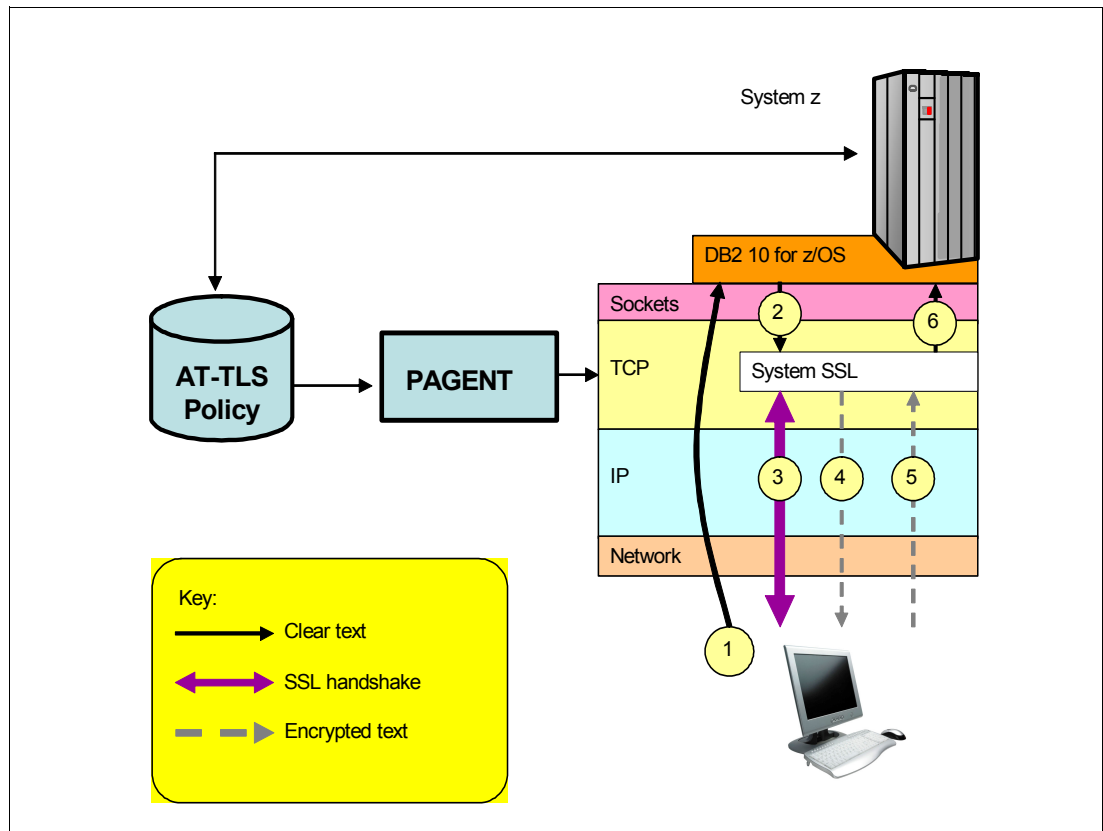 System z
DB2 10 for z/OS
Sockets
2
6
TCP
System SSL
AT-TLS
Policy
PAGENT
IP
3
4
5
Network
Key:
Clear text
SSL handshake
Encrypted text
1